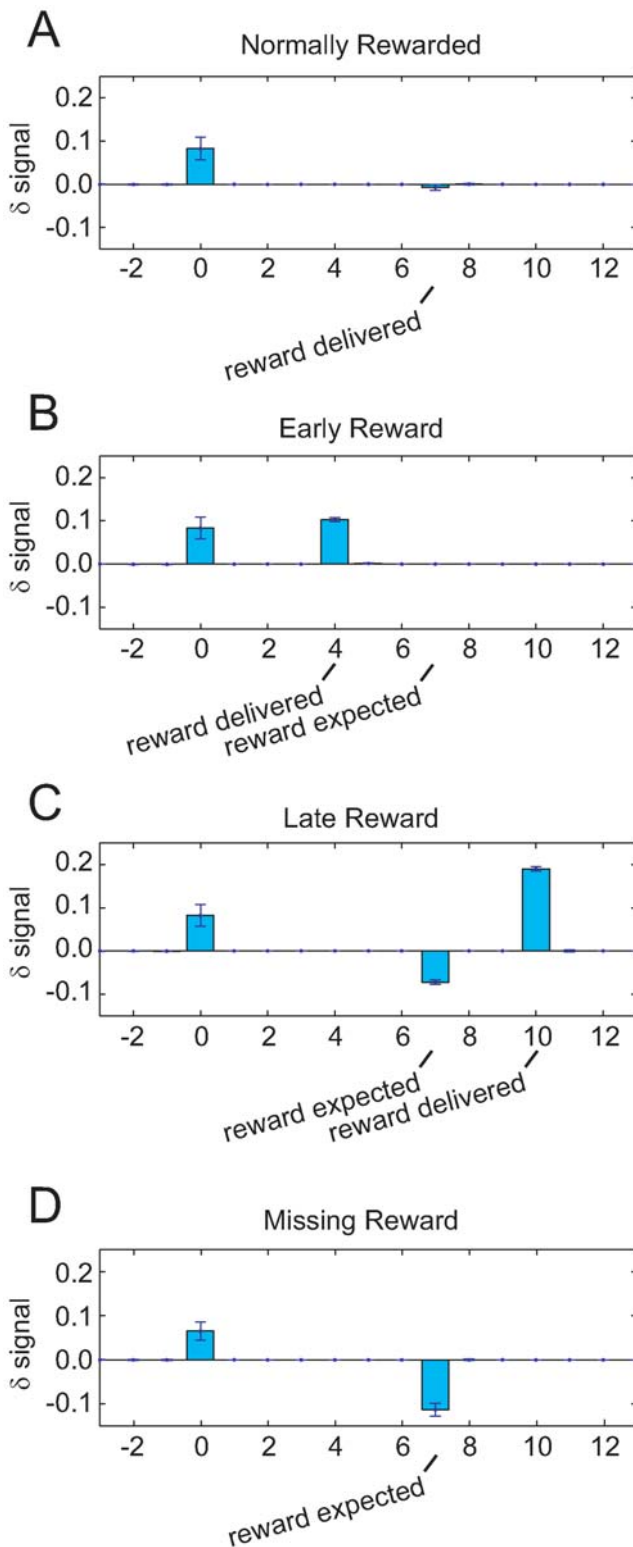 A
Normally Rewarded
0.2
0.1
0.0
-0.1
δ signal
-2 0 2 4 6 8 10 12
reward delivered
B
Early Reward
0.2
0.1
0.0
-0.1
δ signal
-2 0 2 4 6 8 10 12
reward delivered
reward expected
C
Late Reward
0.2
0.1
0.0
-0.1
δ signal
-2 0 2 4 6 8 10 12
reward expected
reward delivered
D
Missing Reward
0.2
0.1
0.0
-0.1
δ signal
-2 0 2 4 6 8 10 12
reward expected